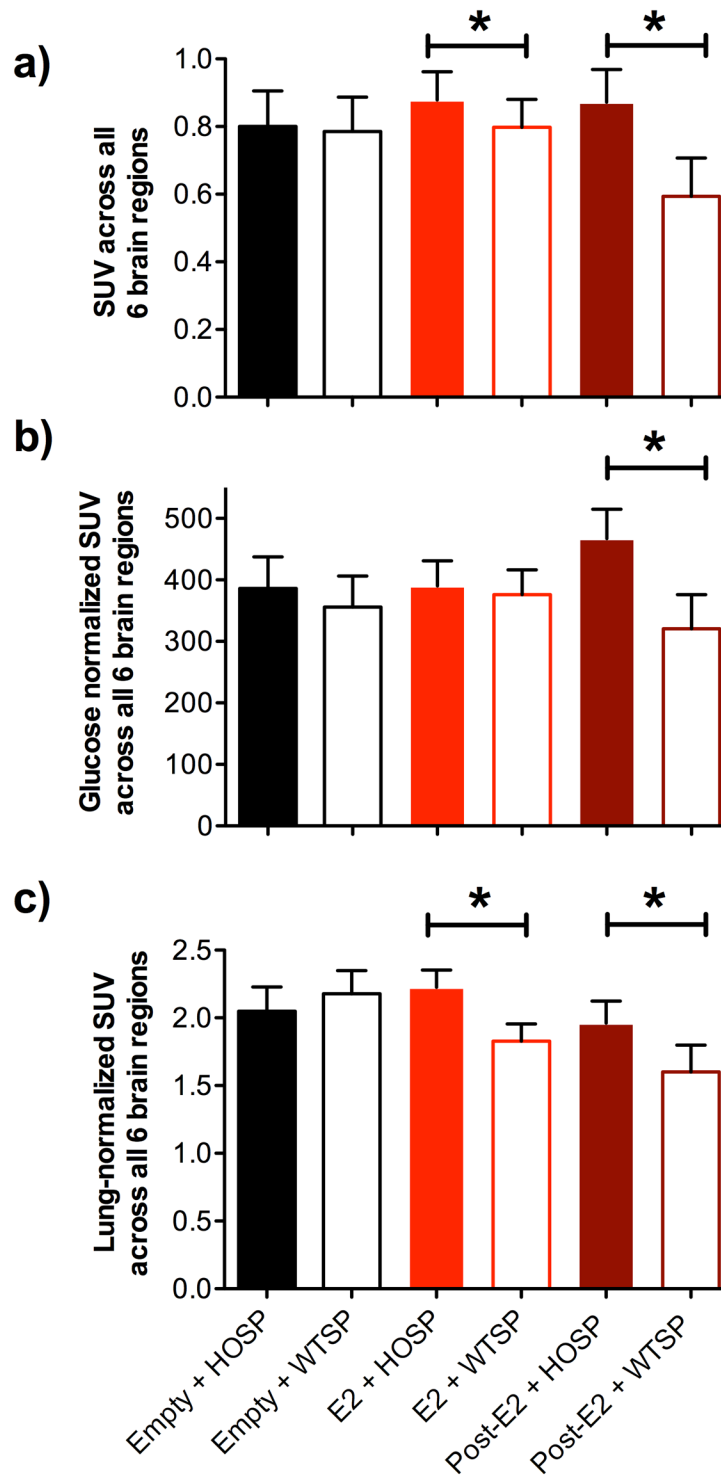 a)
SUV across all
6 brain regions
1.0
0.8
0.6
0.4
0.2
0.0
*
*
b)
Glucose normalized SUV
across all 6 brain regions
500
400
300
200
100
0
*
c)
Lung-normalized SUV
across all 6 brain regions
2.5
2.0
1.5
1.0
0.5
0.0
*
*
Empty + HOSP
Empty + WTSP
E2 + HOSP
E2 + WTSP
Post-E2 + HOSP
Post-E2 + WTSP